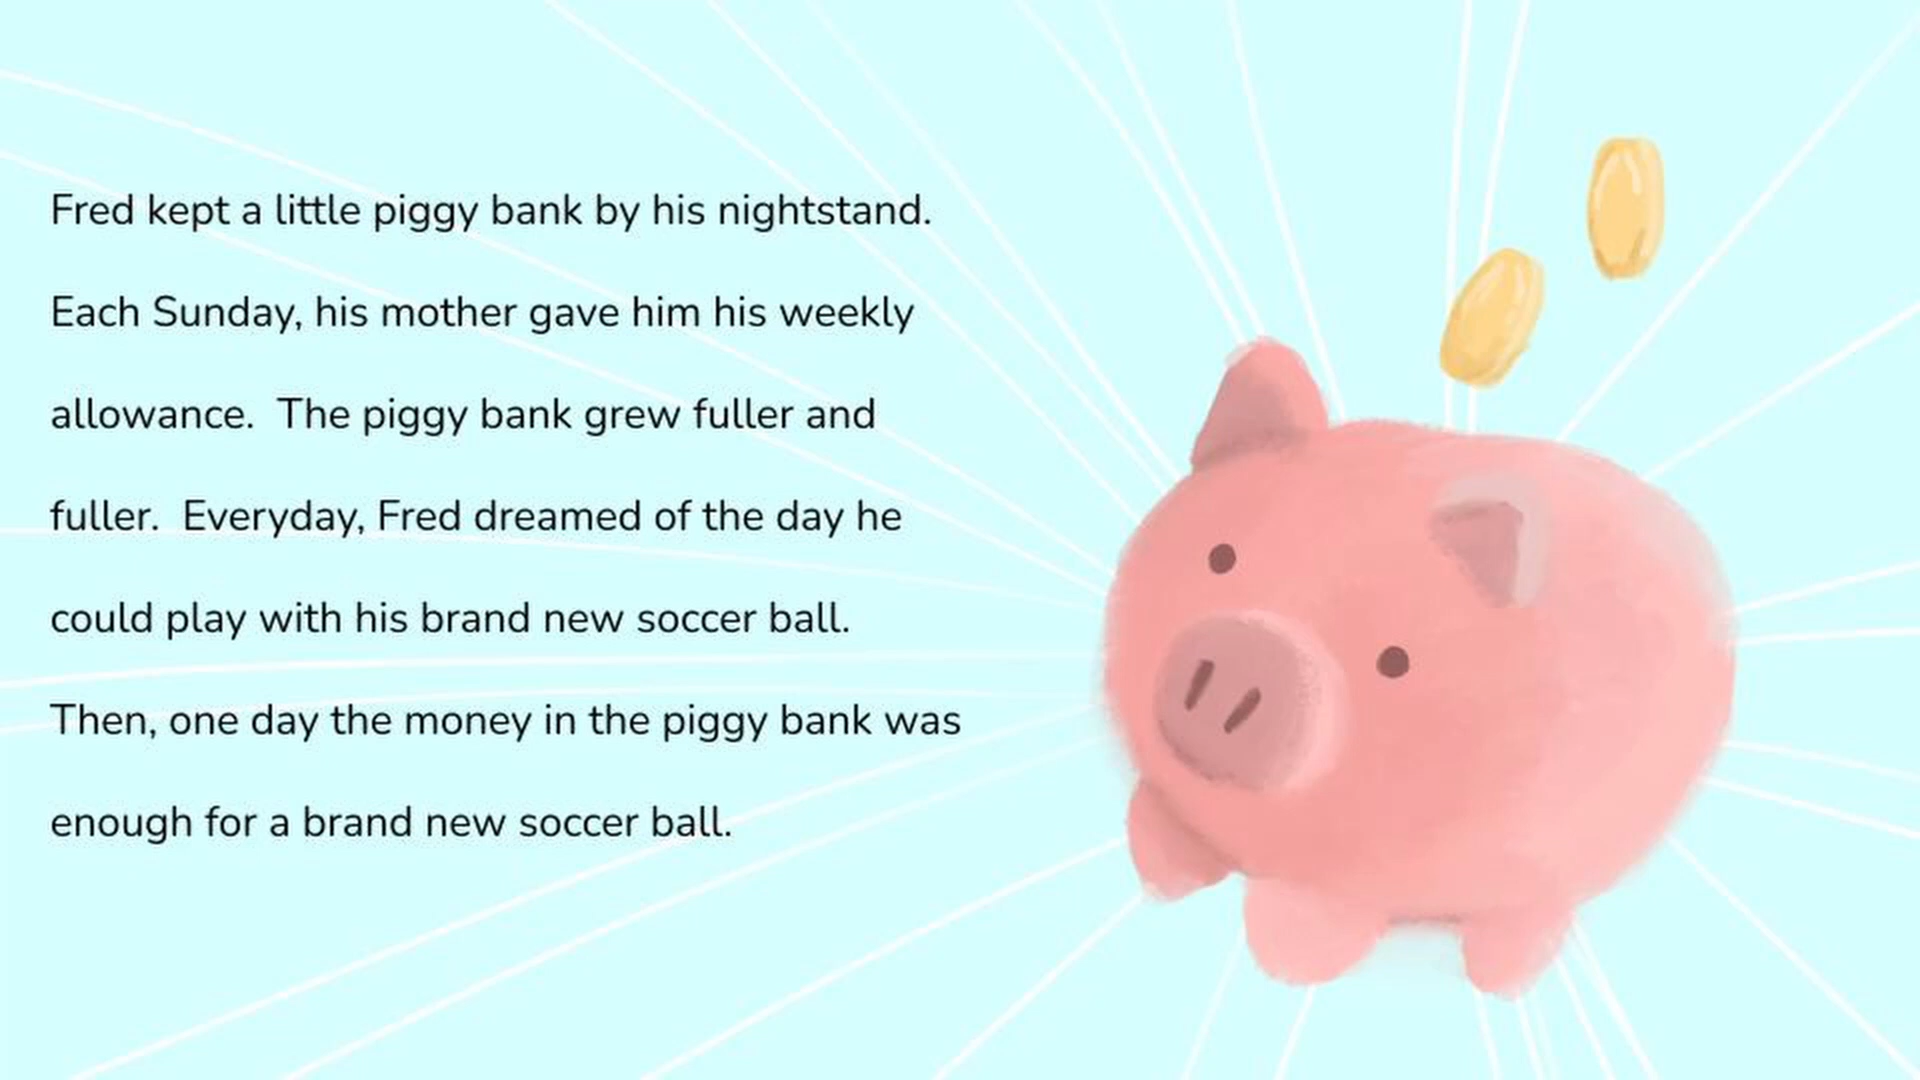 Fred kept a little piggy bank by his nightstand.
Each Sunday, his mother gave him his weekly
allowance.  The piggy bank grew fuller and
fuller.  Everyday, Fred dreamed of the day he
could play with his brand new soccer ball.
Then, one day the money in the piggy bank was
enough for a brand new soccer ball.